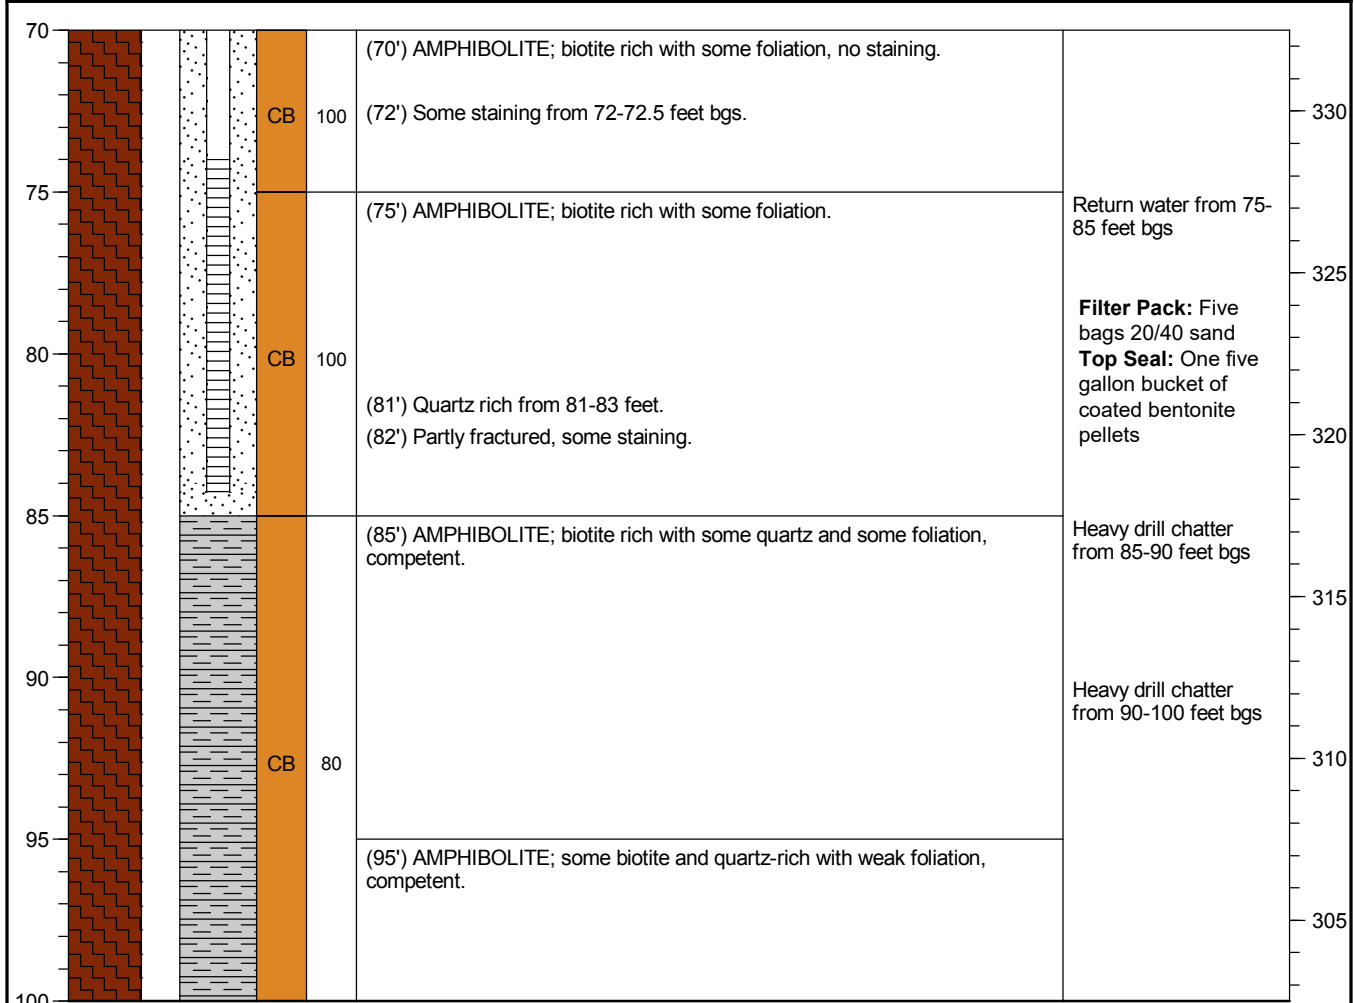 70
(70') AMPHIBOLITE; biotite rich with some foliation, no staining.
CB
100
(72') Some staining from 72-72.5 feet bgs.
330
75
(75') AMPHIBOLITE; biotite rich with some foliation.
Return water from 75-
85 feet bgs
325
Filter Pack: Five
bags 20/40 sand
Top Seal: One five
gallon bucket of
coated bentonite
pellets
80
CB
100
(81') Quartz rich from 81-83 feet.
(82') Partly fractured, some staining.
320
85
(85') AMPHIBOLITE; biotite rich with some quartz and some foliation,
competent.
Heavy drill chatter
from 85-90 feet bgs
315
90
Heavy drill chatter
from 90-100 feet bgs
CB
80
310
95
(95') AMPHIBOLITE; some biotite and quartz-rich with weak foliation,
competent.
305
100